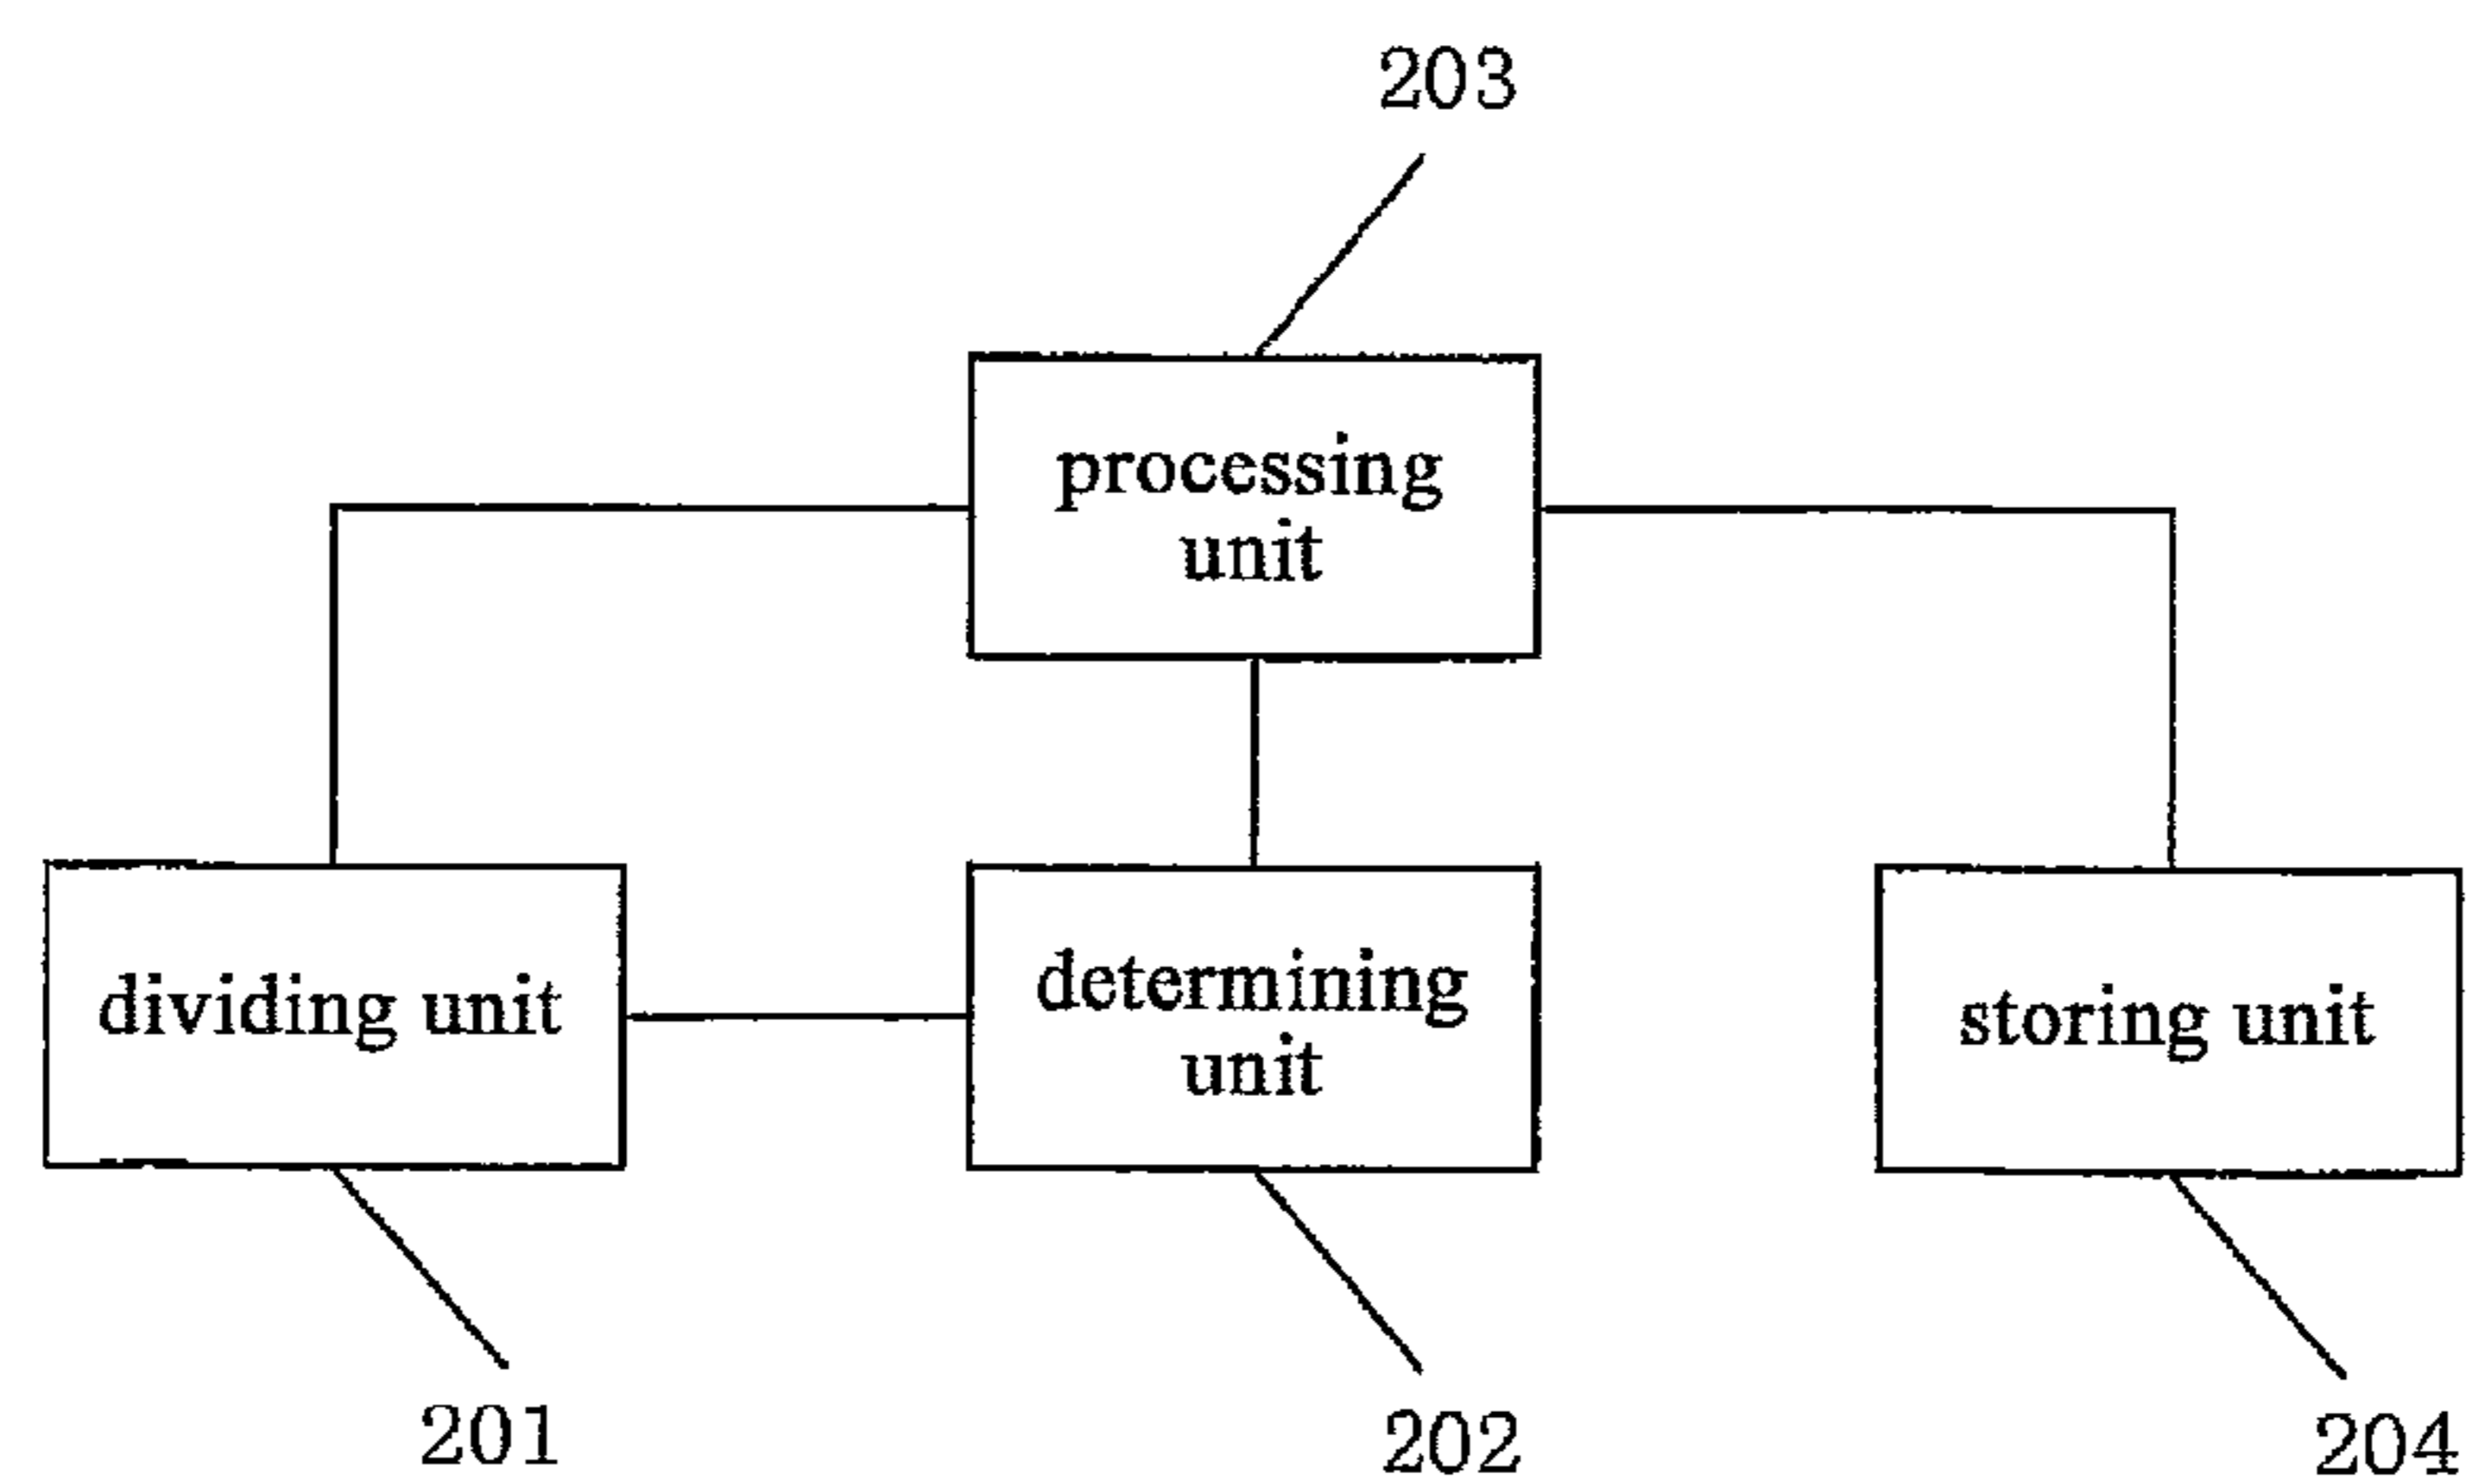 203
processing
unit
dividing unit
determining
unit
storing unit
201
202
204